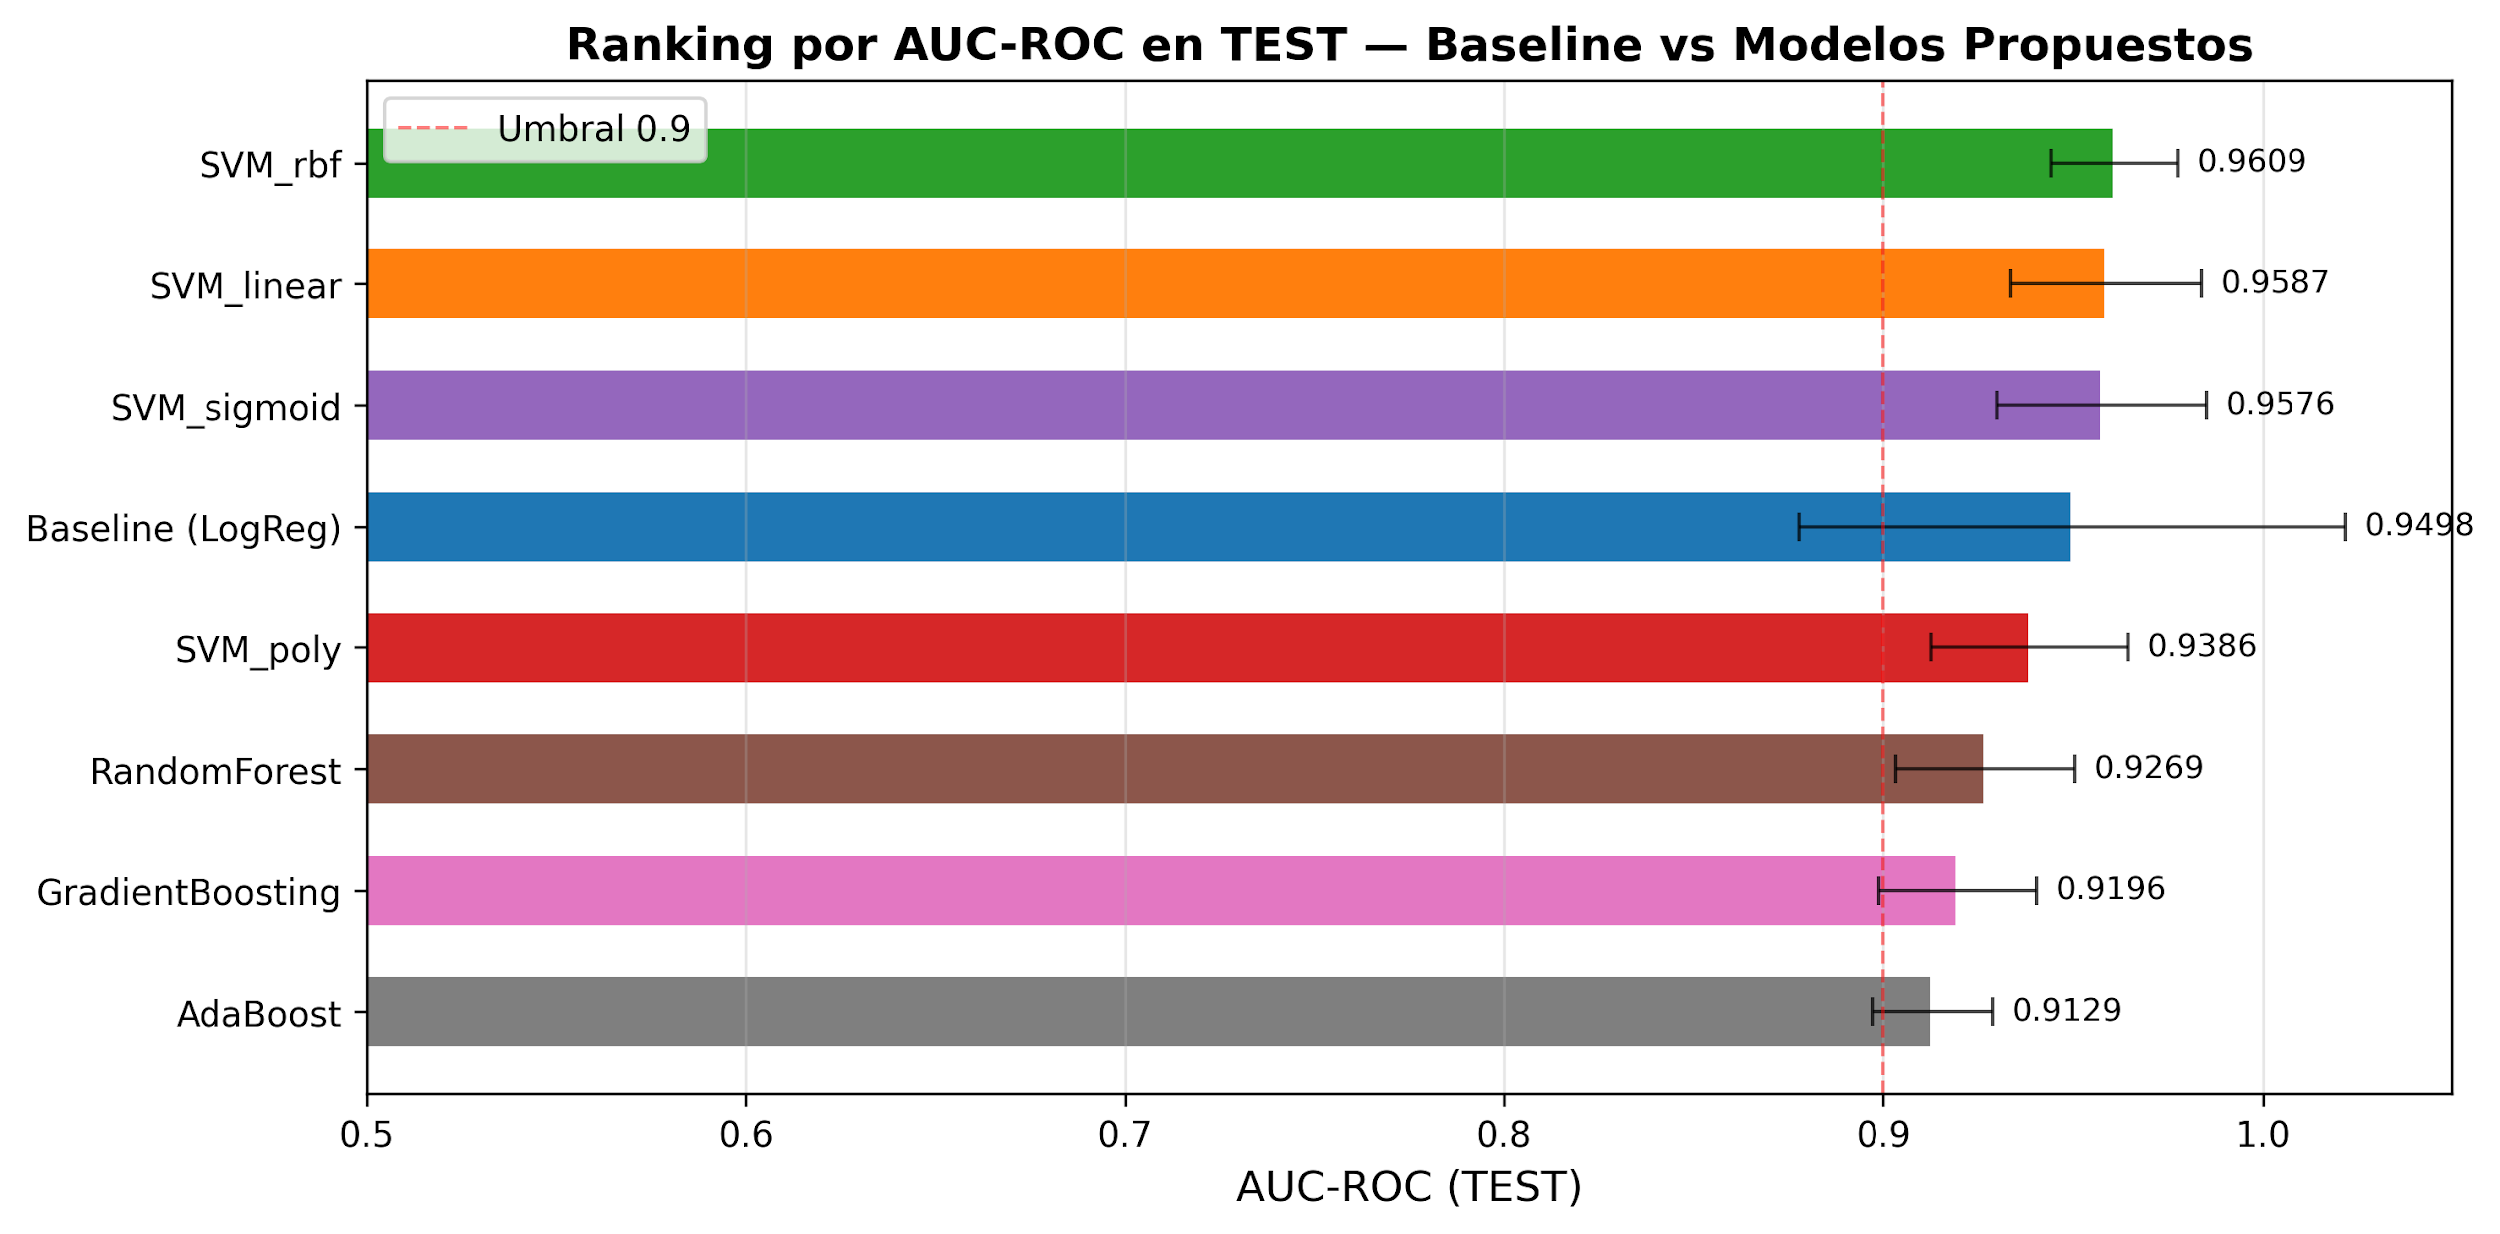 Ranking por AUC-ROC en TEST — Baseline vs Modelos Propuestos
Umbral 0.9
SVM_rbf 0.9609
SVM_linear 0.9587
SVM_sigmoid 0.9576
Baseline (LogReg) 0.9498
SVM_poly 0.9386
RandomForest 0.9269
GradientBoosting 0.9196
AdaBoost 0.9129
0.5 0.6 0.7 0.8 0.9 1.0
AUC-ROC (TEST)